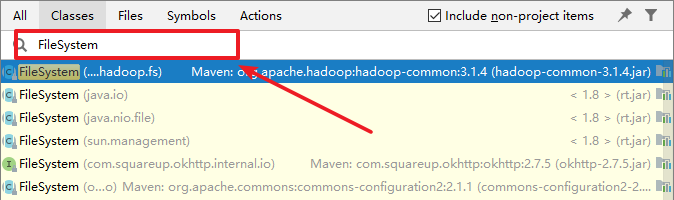 All Classes Files Symbols Actions Include non-project items
FileSystem
FileSystem (....hadoop.fs) Maven: org.apache.hadoop:hadoop-common:3.1.4 (hadoop-common-3.1.4.jar)
FileSystem (java.io) < 1.8 > (rt.jar)
FileSystem (java.nio.file) < 1.8 > (rt.jar)
FileSystem (sun.management) < 1.8 > (rt.jar)
FileSystem (com.squareup.okhttp.internal.io) Maven: com.squareup.okhttp:okhttp:2.7.5 (okhttp-2.7.5.jar)
FileSystem (o...o) Maven: org.apache.commons:commons-configuration2:2.1.1 (commons-configuration2-2....